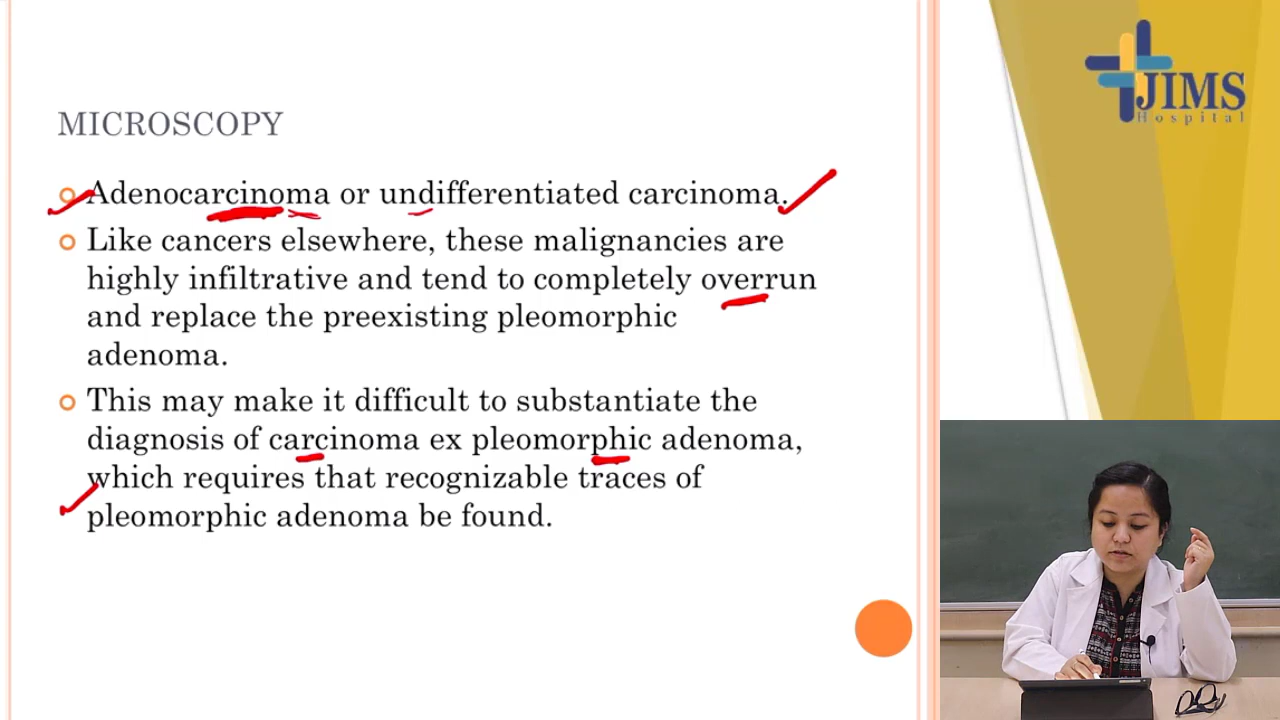 JIMS
Hospital
MICROSCOPY
Adenocarcinoma or undifferentiated carcinoma.
Like cancers elsewhere, these malignancies are
highly infiltrative and tend to completely overrun
and replace the preexisting pleomorphic
adenoma.
This may make it difficult to substantiate the
diagnosis of carcinoma ex pleomorphic adenoma,
which requires that recognizable traces of
pleomorphic adenoma be found.